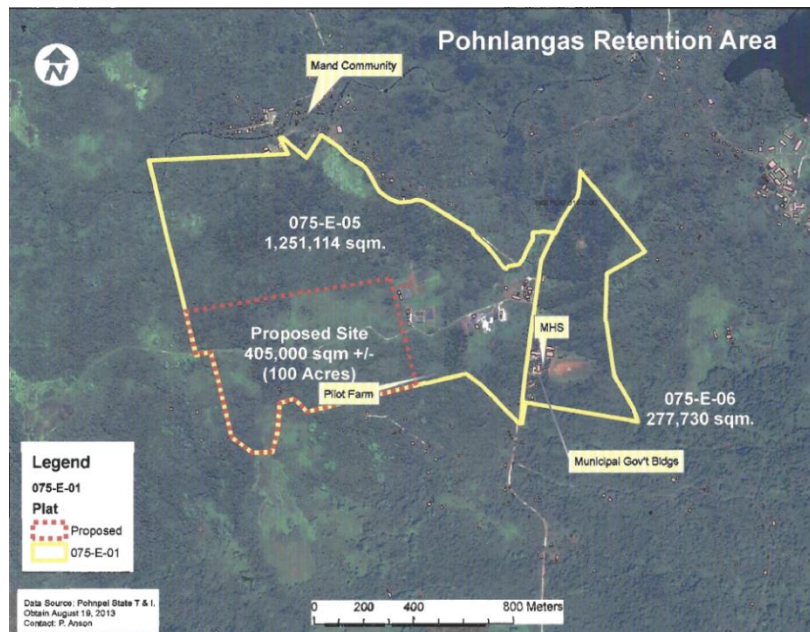 Pohnlangas Retention Area
N
Mand Community
075-E-05
1,251,114 sqm.
Proposed Site
405,000 sqm +/-
(100 Acres)
MHS
Pilot Farm
075-E-06
277,730 sqm.
Municipal Gov't Bldgs
Legend
075-E-01
Plat
Proposed
075-E-01
Data Source: Pohnpei State T & I.
Obtain August 19, 2013
Contact: P. Anson
0 200 400 800 Meters